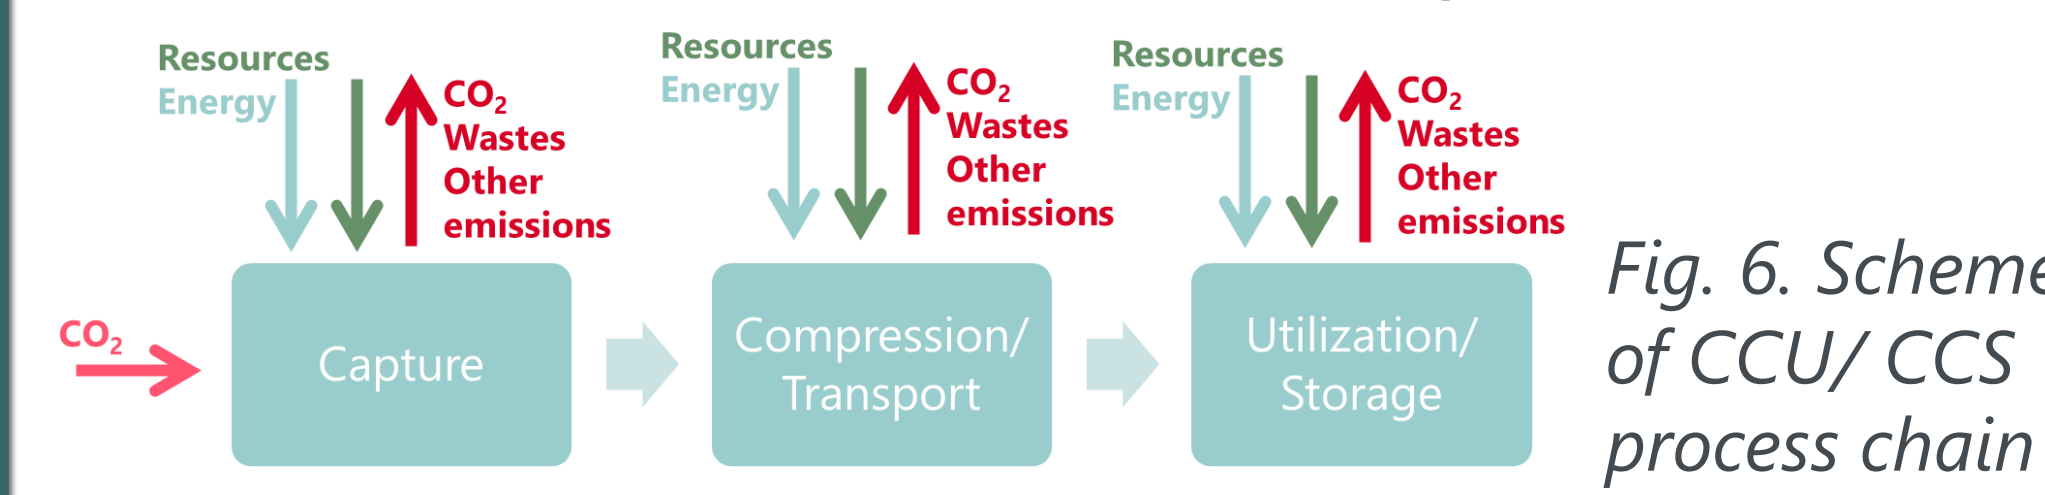 Resources
Energy
CO₂
Wastes
Other
emissions
Resources
Energy
CO₂
Wastes
Other
emissions
Resources
Energy
CO₂
Wastes
Other
emissions
CO₂
Capture
Compression/
Transport
Utilization/
Storage
Fig. 6. Scheme
of CCU/ CCS
process chain